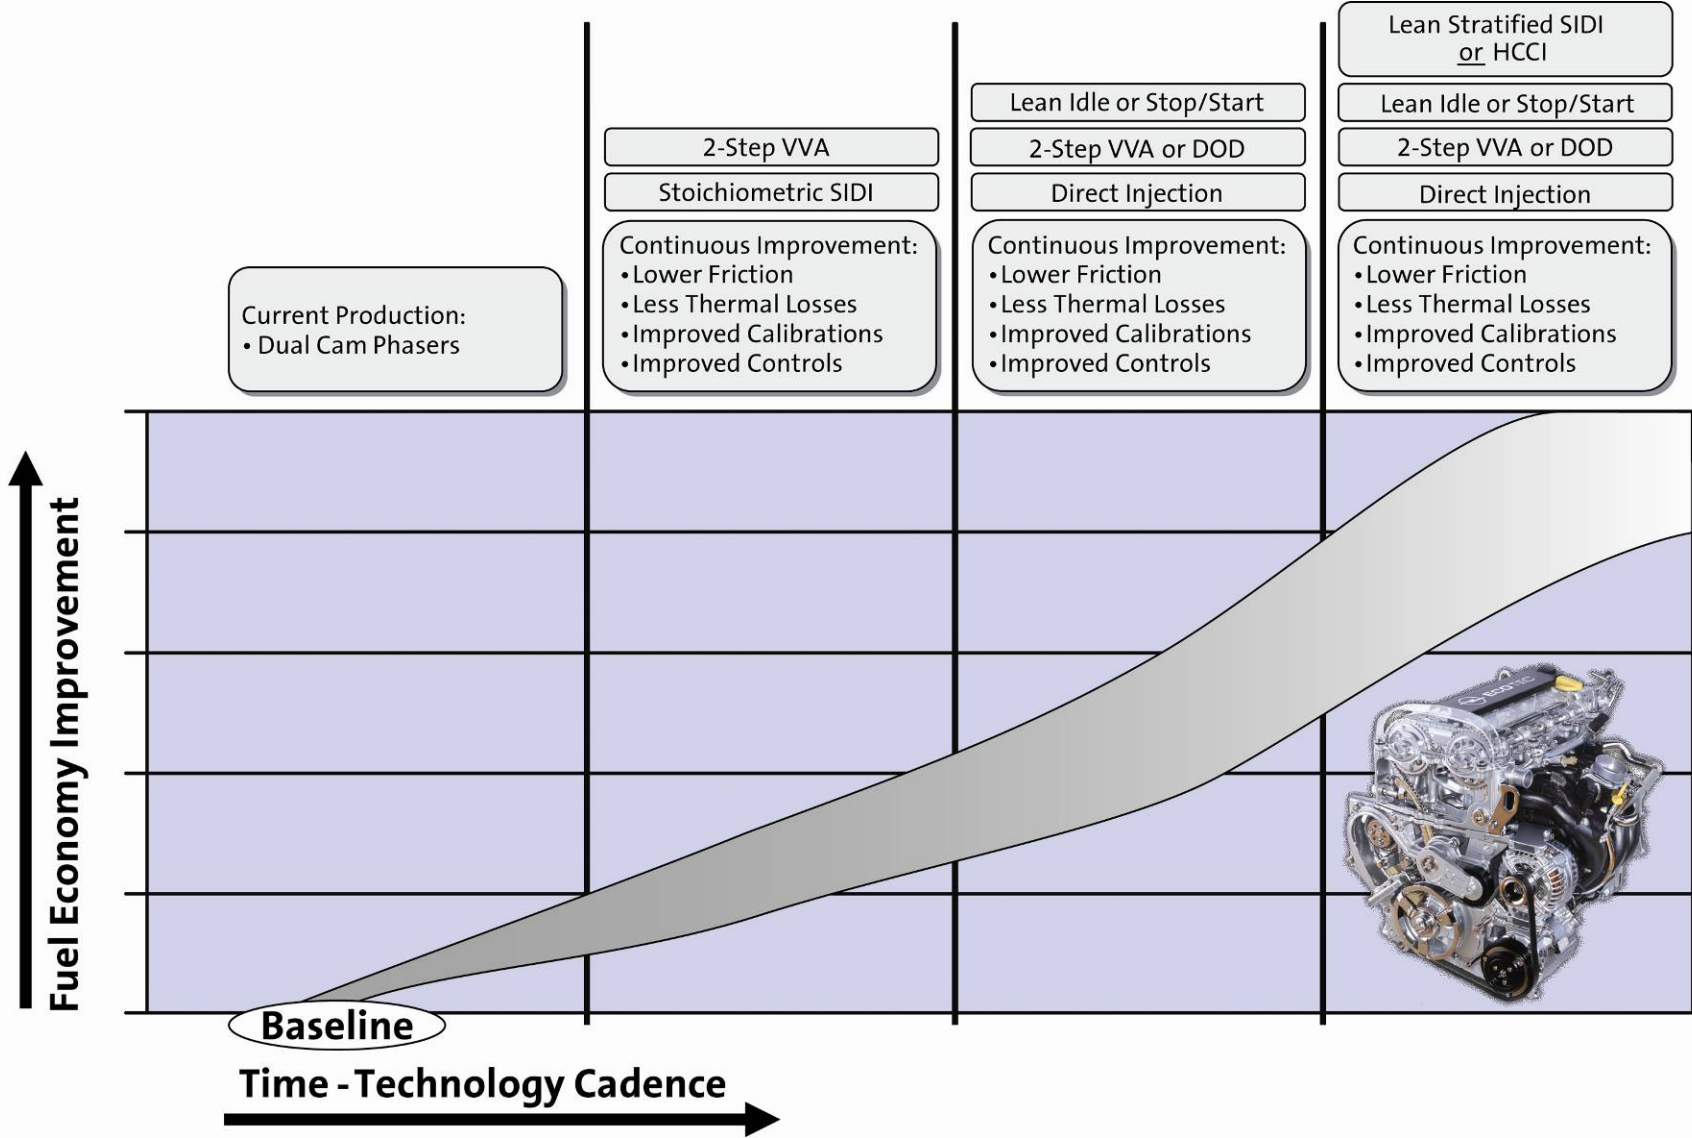 Lean Stratified SIDI
or HCCI
Lean Idle or Stop/Start
Lean Idle or Stop/Start
2-Step VVA
2-Step VVA or DOD
2-Step VVA or DOD
Stoichiometric SIDI
Direct Injection
Direct Injection
Current Production:
• Dual Cam Phasers
Continuous Improvement:
•Lower Friction
•Less Thermal Losses
•Improved Calibrations
•Improved Controls
Continuous Improvement:
•Lower Friction
•Less Thermal Losses
•Improved Calibrations
•Improved Controls
Continuous Improvement:
•Lower Friction
•Less Thermal Losses
•Improved Calibrations
•Improved Controls
Fuel Economy Improvement
ECOTEC
Baseline
Time - Technology Cadence